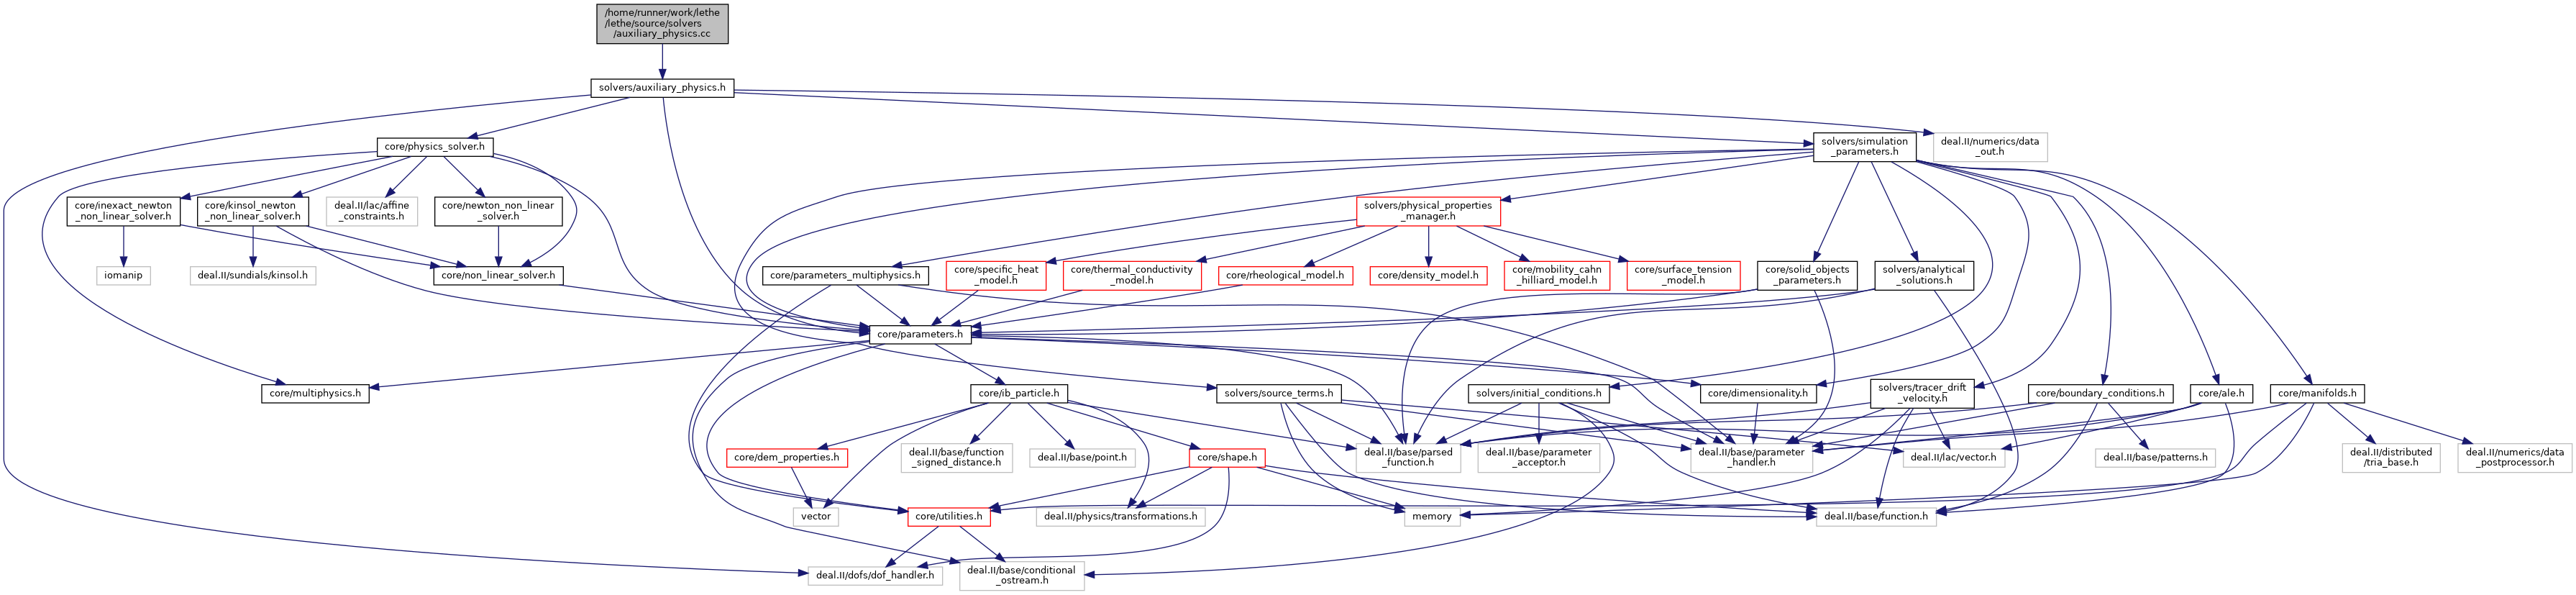 /home/runner/work/lethe
/lethe/source/solvers
/auxiliary_physics.cc
solvers/auxiliary_physics.h
core/physics_solver.h
solvers/simulation
_parameters.h
deal.II/numerics/data
_out.h
core/inexact_newton
_non_linear_solver.h
core/kinsol_newton
_non_linear_solver.h
deal.II/lac/affine
_constraints.h
core/newton_non_linear
_solver.h
solvers/physical_properties
_manager.h
iomanip
deal.II/sundials/kinsol.h
core/non_linear_solver.h
core/parameters_multiphysics.h
core/specific_heat
_model.h
core/thermal_conductivity
_model.h
core/rheological_model.h
core/density_model.h
core/mobility_cahn
_hilliard_model.h
core/surface_tension
_model.h
core/solid_objects
_parameters.h
solvers/analytical
_solutions.h
core/parameters.h
core/multiphysics.h
core/ib_particle.h
solvers/source_terms.h
solvers/initial_conditions.h
core/dimensionality.h
solvers/tracer_drift
_velocity.h
core/boundary_conditions.h
core/ale.h
core/manifolds.h
core/dem_properties.h
deal.II/base/function
_signed_distance.h
deal.II/base/point.h
core/shape.h
deal.II/base/parsed
_function.h
deal.II/base/parameter
_acceptor.h
deal.II/base/parameter
_handler.h
deal.II/lac/vector.h
deal.II/base/patterns.h
deal.II/distributed
/tria_base.h
deal.II/numerics/data
_postprocessor.h
vector
core/utilities.h
deal.II/physics/transformations.h
memory
deal.II/base/function.h
deal.II/dofs/dof_handler.h
deal.II/base/conditional
_ostream.h